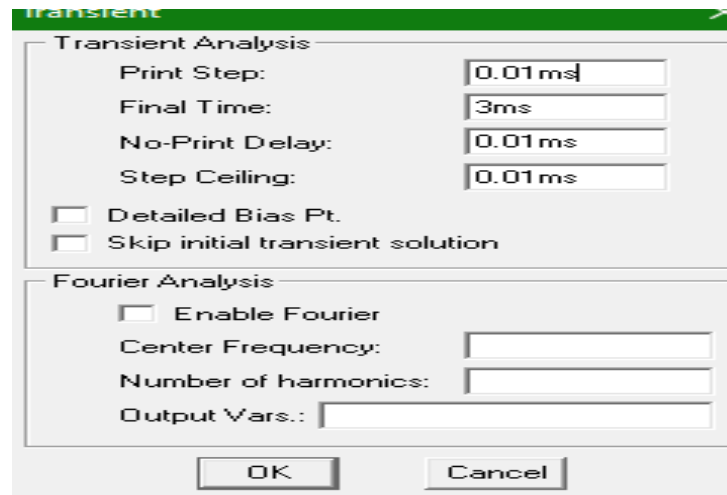 Transient
Transient Analysis
Print Step: 0.01ms
Final Time: 3ms
No-Print Delay: 0.01ms
Step Ceiling: 0.01ms
Detailed Bias Pt.
Skip initial transient solution
Fourier Analysis
Enable Fourier
Center Frequency:
Number of harmonics:
Output Vars.:
OK Cancel